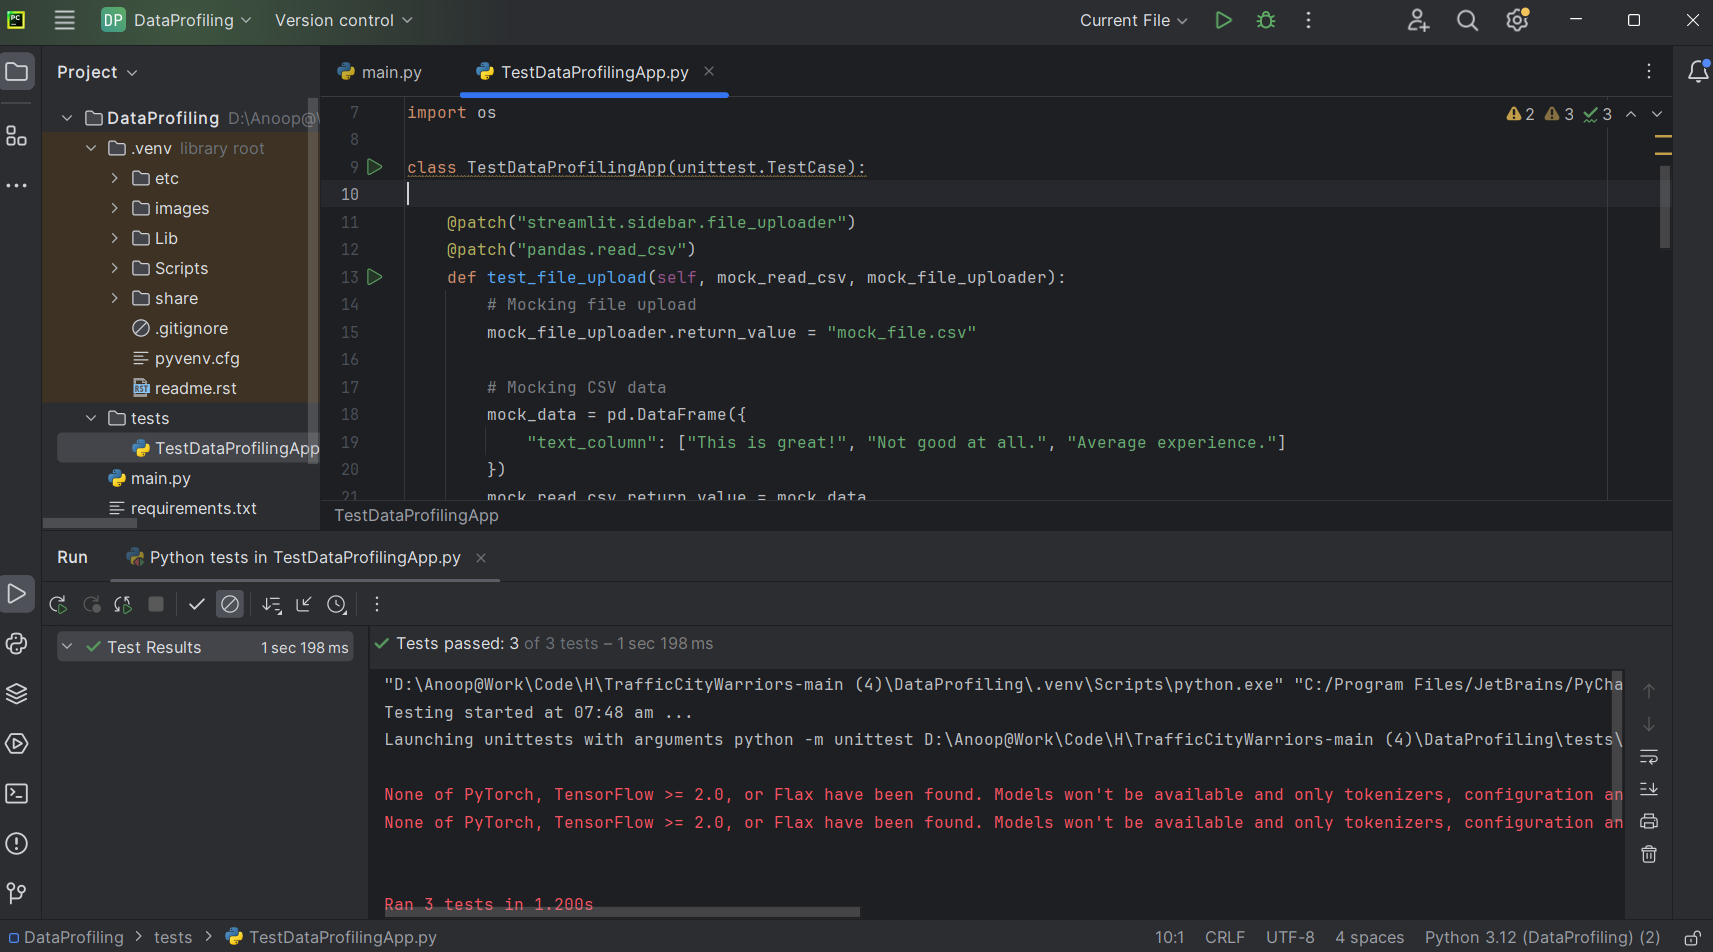 DP DataProfiling Version control Current File
Project
main.py TestDataProfilingApp.py
DataProfiling D:\Anoop@\
.venv library root
etc
images
Lib
Scripts
share
.gitignore
pyvenv.cfg
readme.rst
tests
TestDataProfilingApp
main.py
requirements.txt
2 3 3
7 import os
8
9 class TestDataProfilingApp(unittest.TestCase):
10
11 @patch("streamlit.sidebar.file_uploader")
12 @patch("pandas.read_csv")
13 def test_file_upload(self, mock_read_csv, mock_file_uploader):
14 # Mocking file upload
15 mock_file_uploader.return_value = "mock_file.csv"
16
17 # Mocking CSV data
18 mock_data = pd.DataFrame({
19 "text_column": ["This is great!", "Not good at all.", "Average experience."]
20 })
21 mock_read_csv.return_value = mock_data
TestDataProfilingApp
Run Python tests in TestDataProfilingApp.py
Test Results 1 sec 198 ms
Tests passed: 3 of 3 tests – 1 sec 198 ms
"D:\Anoop@Work\Code\H\TrafficCityWarriors-main (4)\DataProfiling\.venv\Scripts\python.exe" "C:/Program Files/JetBrains/PyCha
Testing started at 07:48 am ...
Launching unittests with arguments python -m unittest D:\Anoop@Work\Code\H\TrafficCityWarriors-main (4)\DataProfiling\tests\
None of PyTorch, TensorFlow >= 2.0, or Flax have been found. Models won't be available and only tokenizers, configuration an
None of PyTorch, TensorFlow >= 2.0, or Flax have been found. Models won't be available and only tokenizers, configuration an
Ran 3 tests in 1.200s
DataProfiling > tests > TestDataProfilingApp.py 10:1 CRLF UTF-8 4 spaces Python 3.12 (DataProfiling) (2)